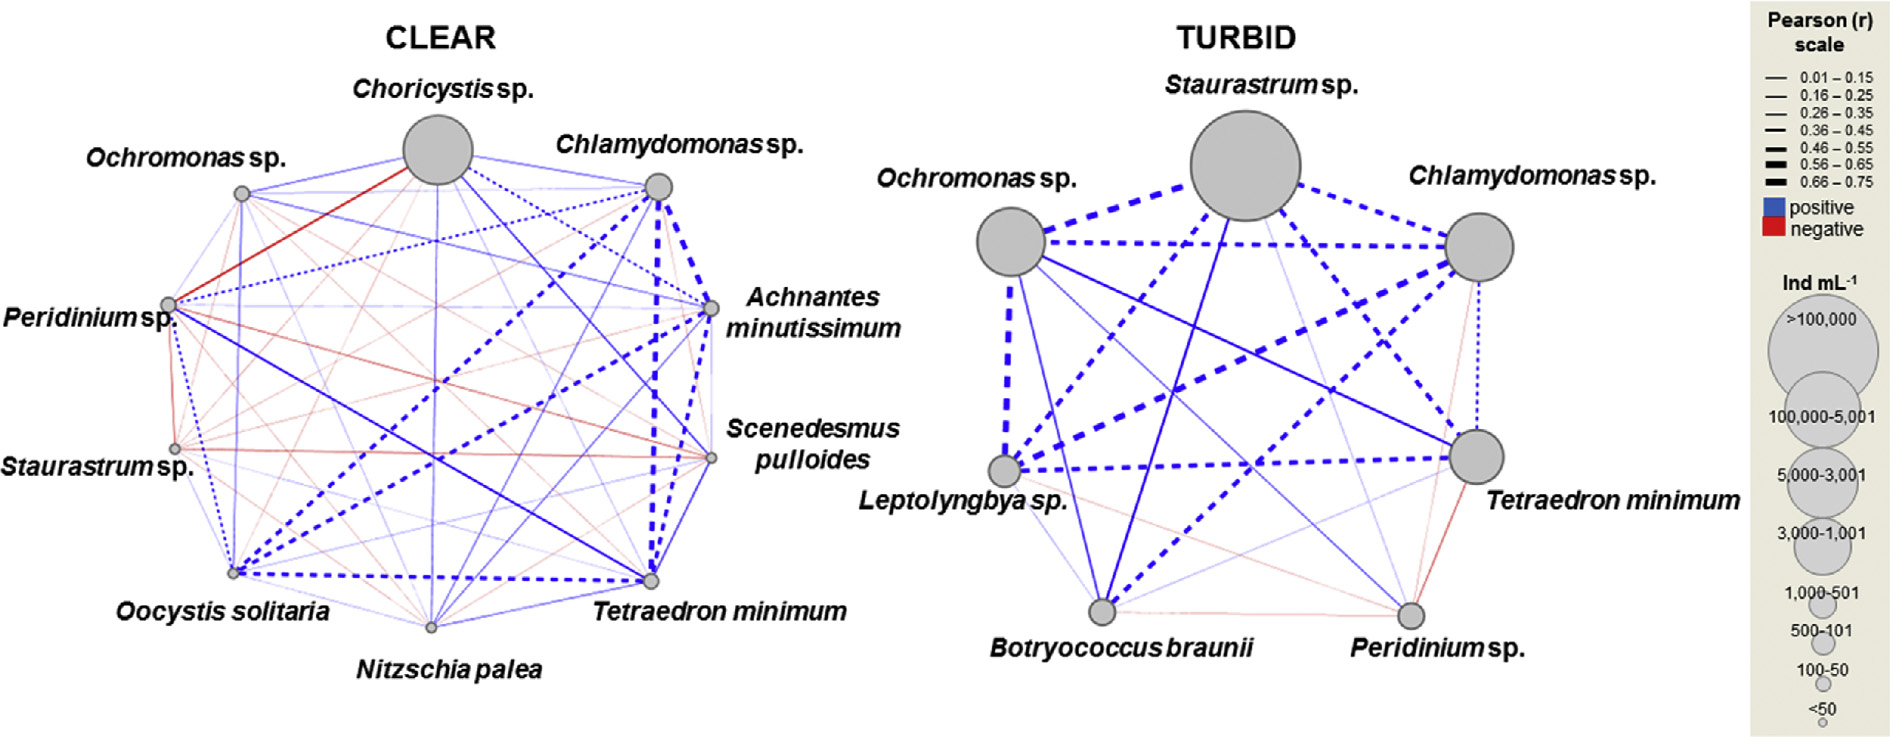 CLEAR
Choricystis sp.
Chlamydomonas sp.
Ochromonas sp.
Achnantes
minutissimum
Peridinium sp.
Scenedesmus
pulloides
Staurastrum sp.
Oocystis solitaria
Tetraedron minimum
Nitzschia palea
TURBID
Staurastrum sp.
Ochromonas sp.
Chlamydomonas sp.
Leptolyngbya sp.
Tetraedron minimum
Botryococcus braunii
Peridinium sp.
Pearson (r)
scale
0.01 – 0.15
0.16 – 0.25
0.26 – 0.35
0.36 – 0.45
0.46 – 0.55
0.56 – 0.65
0.66 – 0.75
positive
negative
Ind mL⁻¹
>100,000
100,000-5,001
5,000-3,001
3,000-1,001
1,000-501
500-101
100-50
<50